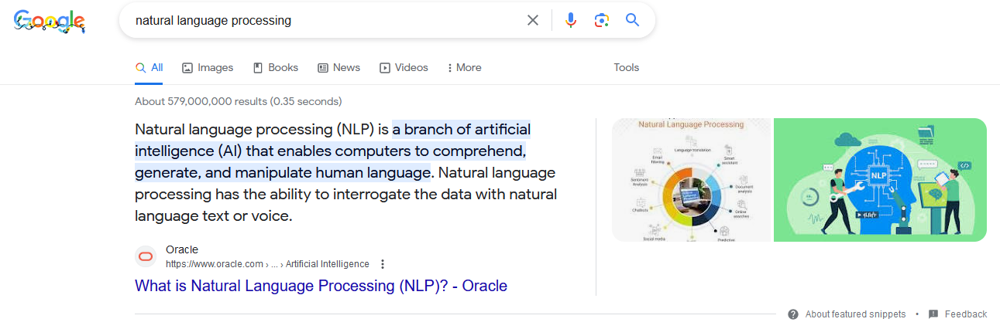 Google
natural language processing
All
Images
Books
News
Videos
More
Tools
About 579,000,000 results (0.35 seconds)
Natural language processing (NLP) is a branch of artificial
intelligence (AI) that enables computers to comprehend,
generate, and manipulate human language. Natural language
processing has the ability to interrogate the data with natural
language text or voice.
Oracle
https://www.oracle.com › ... › Artificial Intelligence
What is Natural Language Processing (NLP)? - Oracle
Natural Language Processing
Language translation
Email
filtering
Smart
assistant
Sentiment
Analysis
Document
analysis
Chatbots
Online
searches
Social media
Predictive
NLP
About featured snippets • Feedback